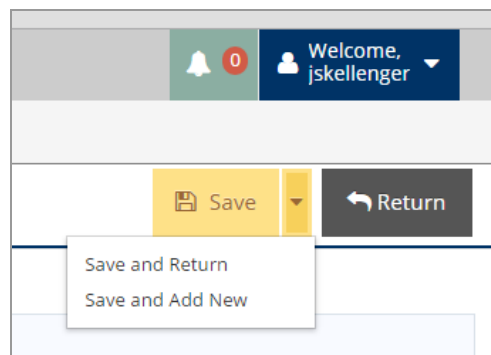 0
Welcome,
jskellenger
Save
Return
Save and Return
Save and Add New